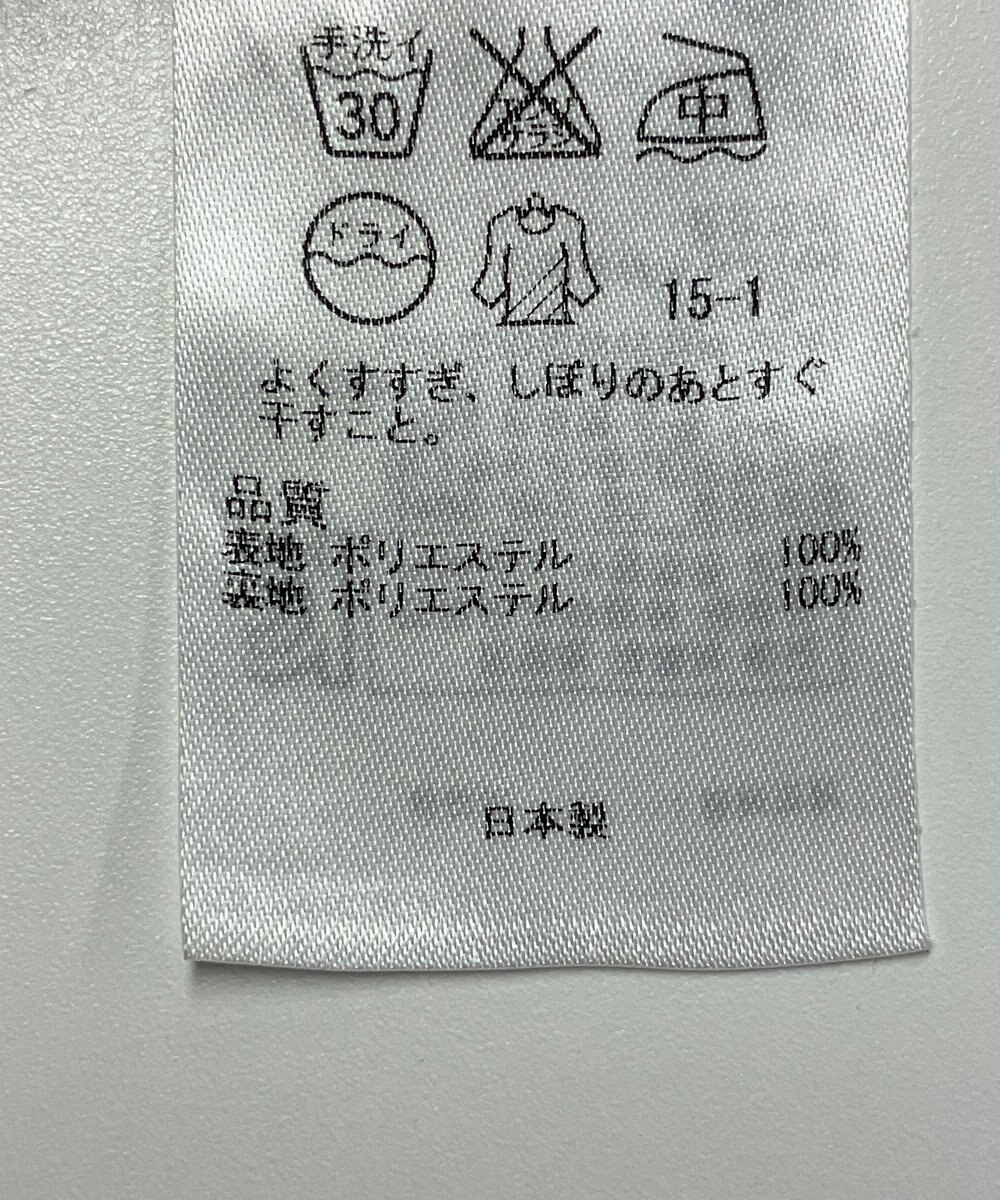 手洗イ
30
エンソ
サラシ
中
ドライ
15-1
よくすすぎ、しぼりのあとすぐ
干すこと。
品質
表地 ポリエステル 100%
裏地 ポリエステル 100%
日本製